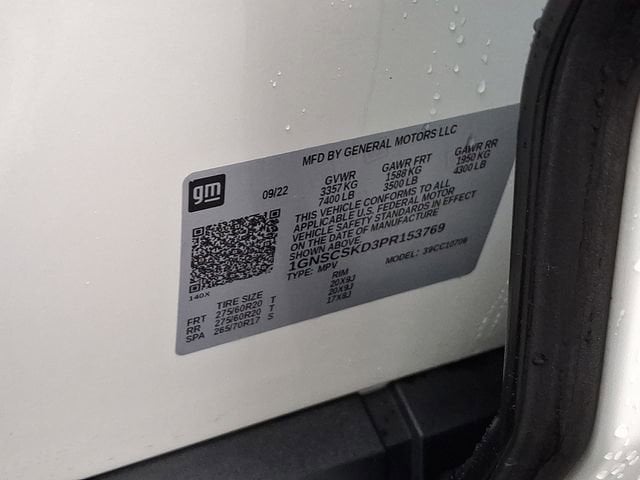 MFD BY GENERAL MOTORS LLC
gm
09/22
GVWR GAWR FRT GAWR RR
3357 KG 1588 KG 1950 KG
7400 LB 3500 LB 4300 LB
THIS VEHICLE CONFORMS TO ALL
APPLICABLE U.S. FEDERAL MOTOR
VEHICLE SAFETY STANDARDS IN EFFECT
ON THE DATE OF MANUFACTURE
SHOWN ABOVE
1GNSCSKD3PR153769
TYPE: MPV MODEL: 39CC10706
140X
TIRE SIZE RIM
FRT 275/60R20 T 20X9J
RR 275/60R20 T 20X9J
SPA 265/70R17 S 17X8J